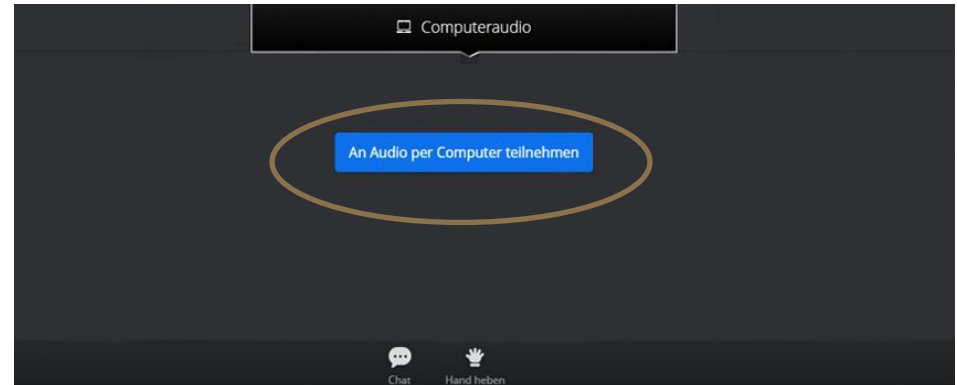 Computeraudio
An Audio per Computer teilnehmen
Chat
Hand heben